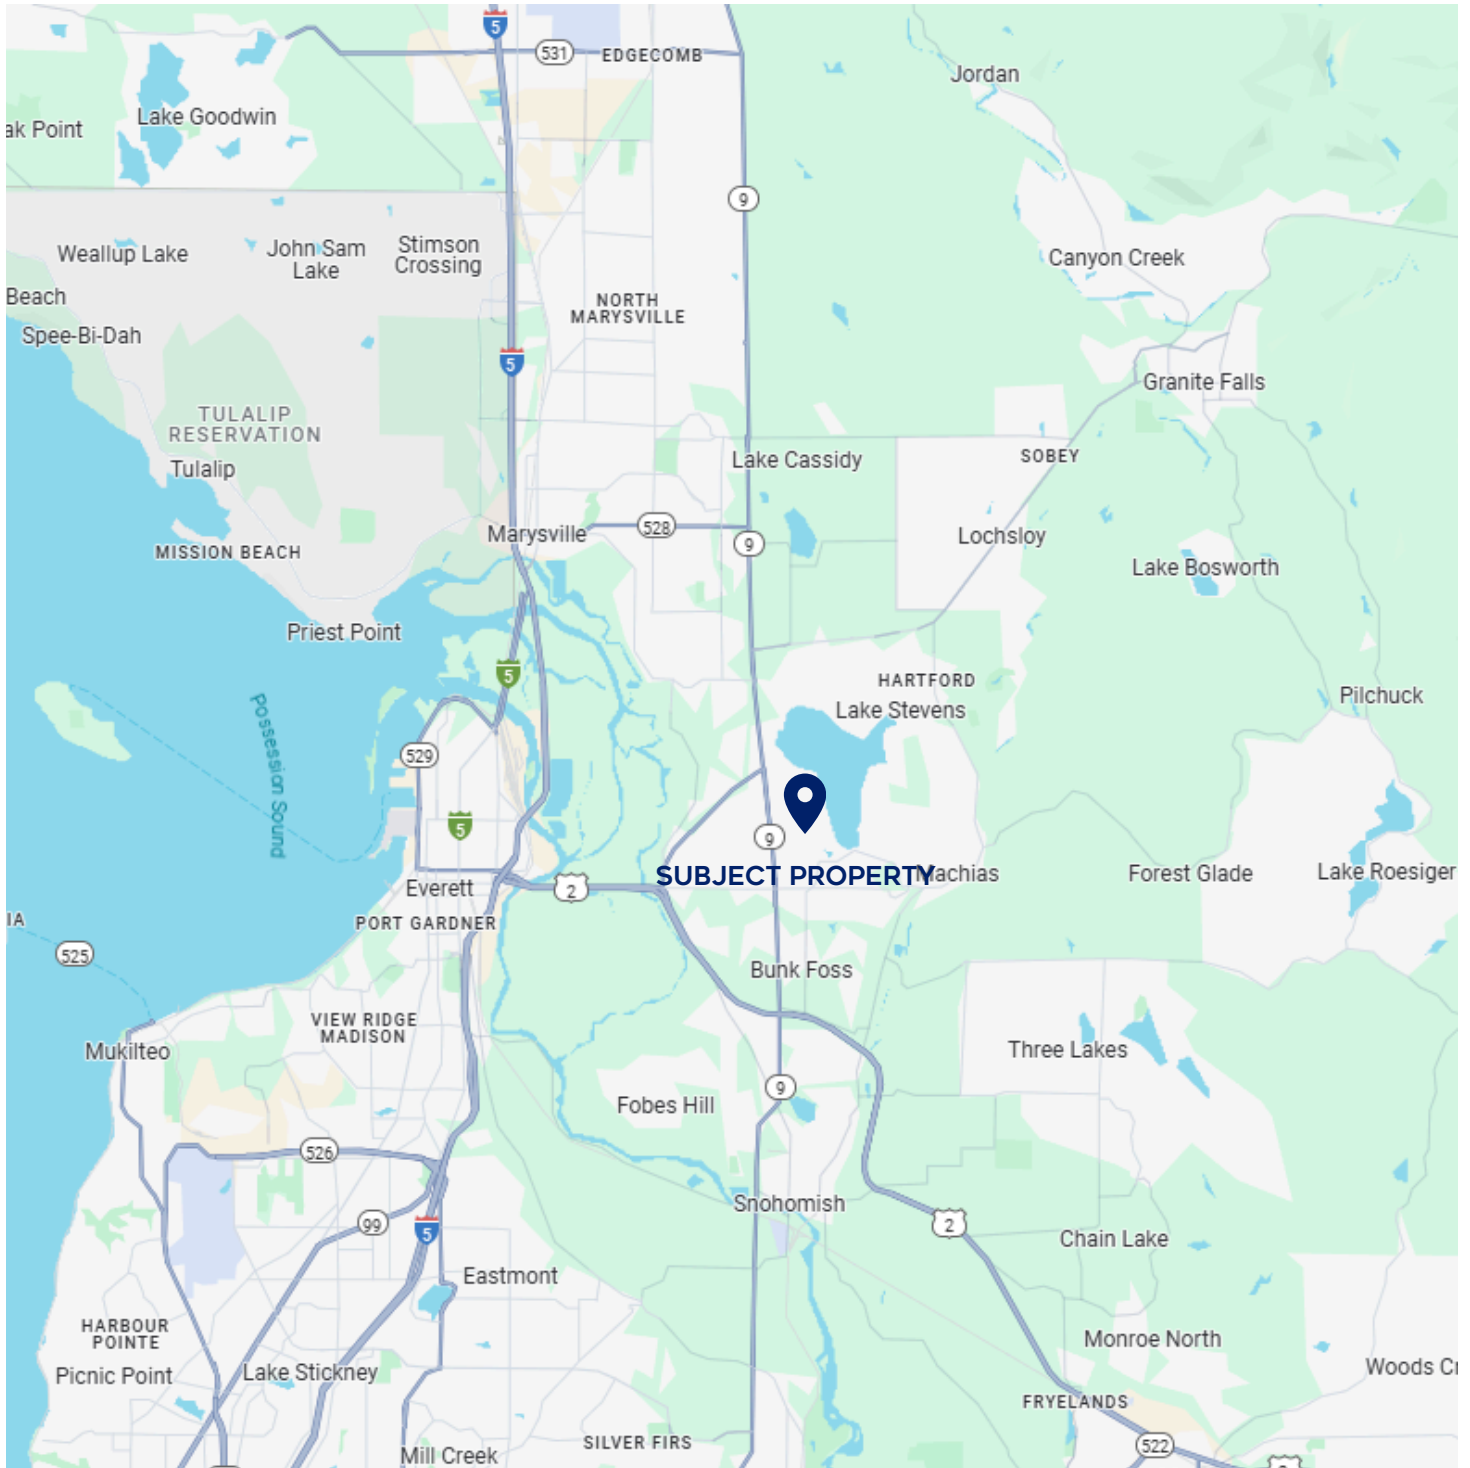 5
531
EDGECOMB
Jordan
Lake Goodwin
ak Point
9
Weallup Lake
John Sam
Lake
Stimson
Crossing
Canyon Creek
Beach
NORTH
MARYSVILLE
Spee-Bi-Dah
5
Granite Falls
TULALIP
RESERVATION
Tulalip
Lake Cassidy
SOBEY
528
Marysville
9
Lochsloy
MISSION BEACH
Lake Bosworth
Priest Point
5
HARTFORD
Lake Stevens
Pilchuck
Possession Sound
529
5
9
SUBJECT PROPERTY
Machias
Forest Glade
Lake Roesiger
Everett
2
IA
PORT GARDNER
525
Bunk Foss
VIEW RIDGE
MADISON
Mukilteo
Three Lakes
9
Fobes Hill
526
Snohomish
99
5
2
Chain Lake
Eastmont
HARBOUR
POINTE
Monroe North
Picnic Point
Lake Stickney
Woods Cr
FRYELANDS
Mill Creek
SILVER FIRS
522